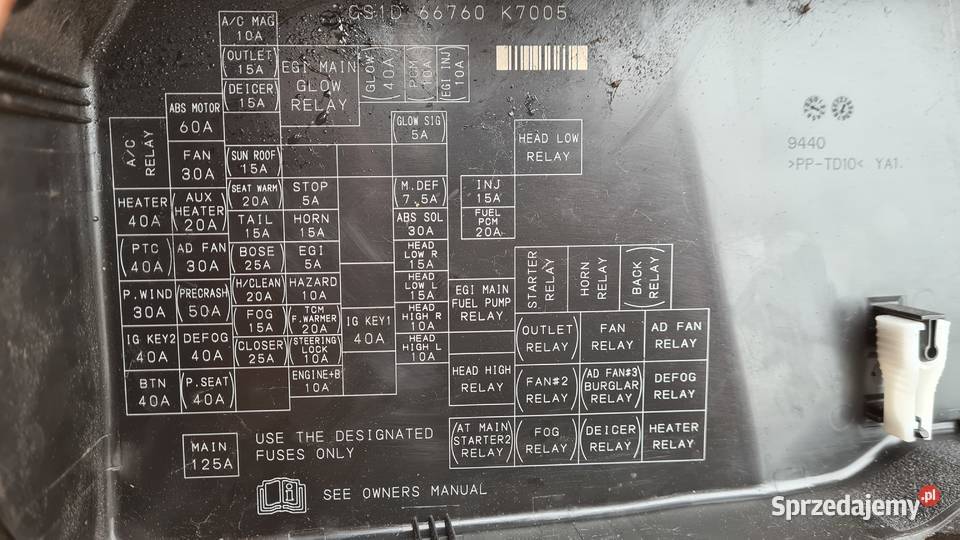 GS1D 66760 K7005
A/C MAG
10A
(OUTLET)
15A
(DEICER)
15A
EGI MAIN
GLOW
RELAY
(GLOW)
40A
(PCM)
10A
(EGI INJ)
10A
ABS MOTOR
60A
A/C
RELAY
FAN
30A
(SUN ROOF)
15A
(GLOW SIG)
5A
HEAD LOW
RELAY
9440
>PP-TD10< YA1.
HEATER
40A
(AUX
HEATER)
20A
(SEAT WARM)
20A
STOP
5A
M.DEF
7.5A
INJ
15A
TAIL
15A
HORN
15A
ABS SOL
30A
FUEL
PCM
20A
(PTC)
40A
AD FAN
30A
(BOSE)
25A
EGI
5A
HEAD
LOW R
15A
STARTER
RELAY
HORN
RELAY
(BACK
RELAY)
P.WIND
30A
(PRECRASH)
50A
(H/CLEAN)
20A
HAZARD
10A
HEAD
LOW L
15A
EGI MAIN
FUEL PUMP
RELAY
(FOG)
15A
(TCM
F.WARMER)
20A
IG KEY1
40A
HEAD
HIGH R
10A
(OUTLET
RELAY)
FAN
RELAY
AD FAN
RELAY
IG KEY2
40A
DEFOG
40A
(CLOSER)
25A
(STEERING
LOCK)
10A
HEAD
HIGH L
10A
BTN
40A
(P.SEAT)
40A
ENGINE+B
10A
HEAD HIGH
RELAY
(FAN#2
RELAY)
(AD FAN#3
BURGLAR
RELAY)
DEFOG
RELAY
(AT MAIN
STARTER2
RELAY)
(FOG
RELAY)
(DEICER
RELAY)
HEATER
RELAY
MAIN
125A
USE THE DESIGNATED
FUSES ONLY
SEE OWNERS MANUAL
Sprzedajemy.pl